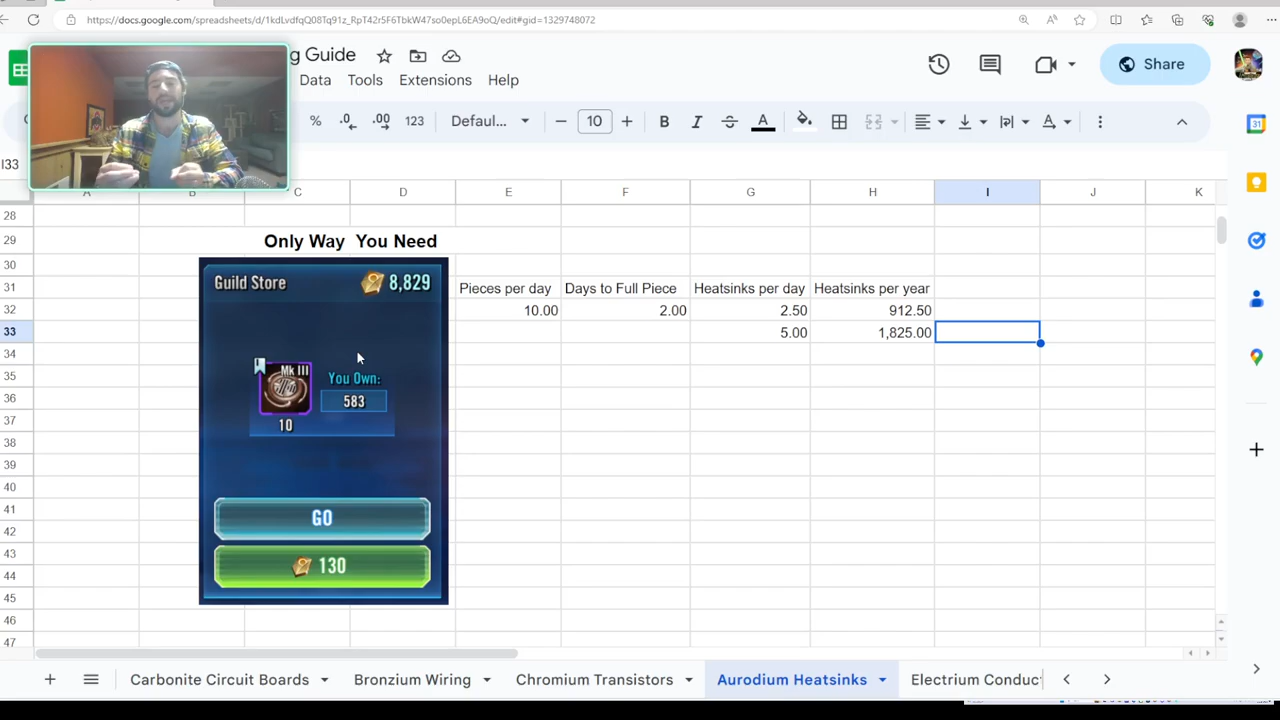 https://docs.google.com/spreadsheets/d/1kdLvdfqQ08Tq91z_RpT42r5F6TbkW47so0epL6EA9oQ/edit#gid=1329748072
g Guide
Data Tools Extensions Help
Share
% .0 .00 123 Defaul... 10 B I A
I33
A B C D E F G H I J K
28
29 Only Way You Need
30
31 Pieces per day Days to Full Piece Heatsinks per day Heatsinks per year
32 10.00 2.00 2.50 912.50
33 5.00 1,825.00
34
35
36
37
38
39
40
41
42
43
44
45
46
47
Guild Store 8,829
Mk III
You Own:
583
10
GO
130
Carbonite Circuit Boards Bronzium Wiring Chromium Transistors Aurodium Heatsinks Electrium Conduc